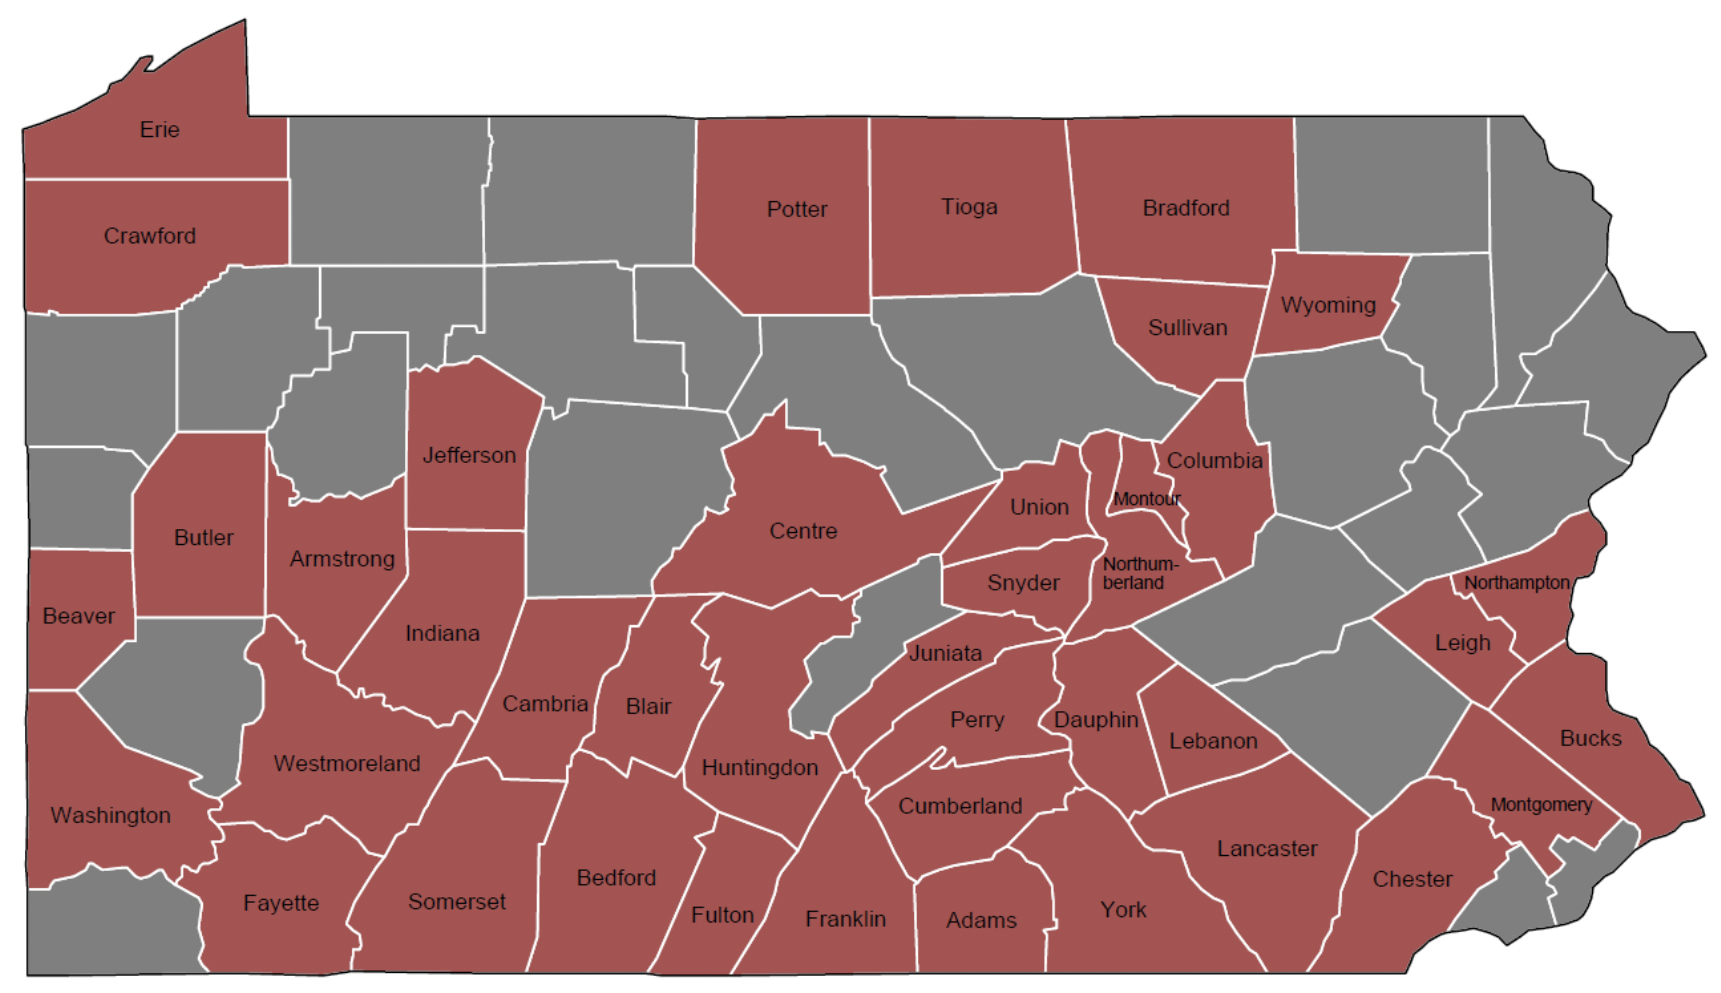 Erie
Crawford
Potter
Tioga
Bradford
Wyoming
Sullivan
Jefferson
Columbia
Montour
Union
Centre
Butler
Armstrong
Northum-
berland
Snyder
Northampton
Beaver
Indiana
Leigh
Juniata
Cambria
Blair
Perry
Dauphin
Lebanon
Bucks
Westmoreland
Huntingdon
Washington
Cumberland
Montgomery
Lancaster
Bedford
Chester
Fayette
Somerset
Fulton
Franklin
Adams
York